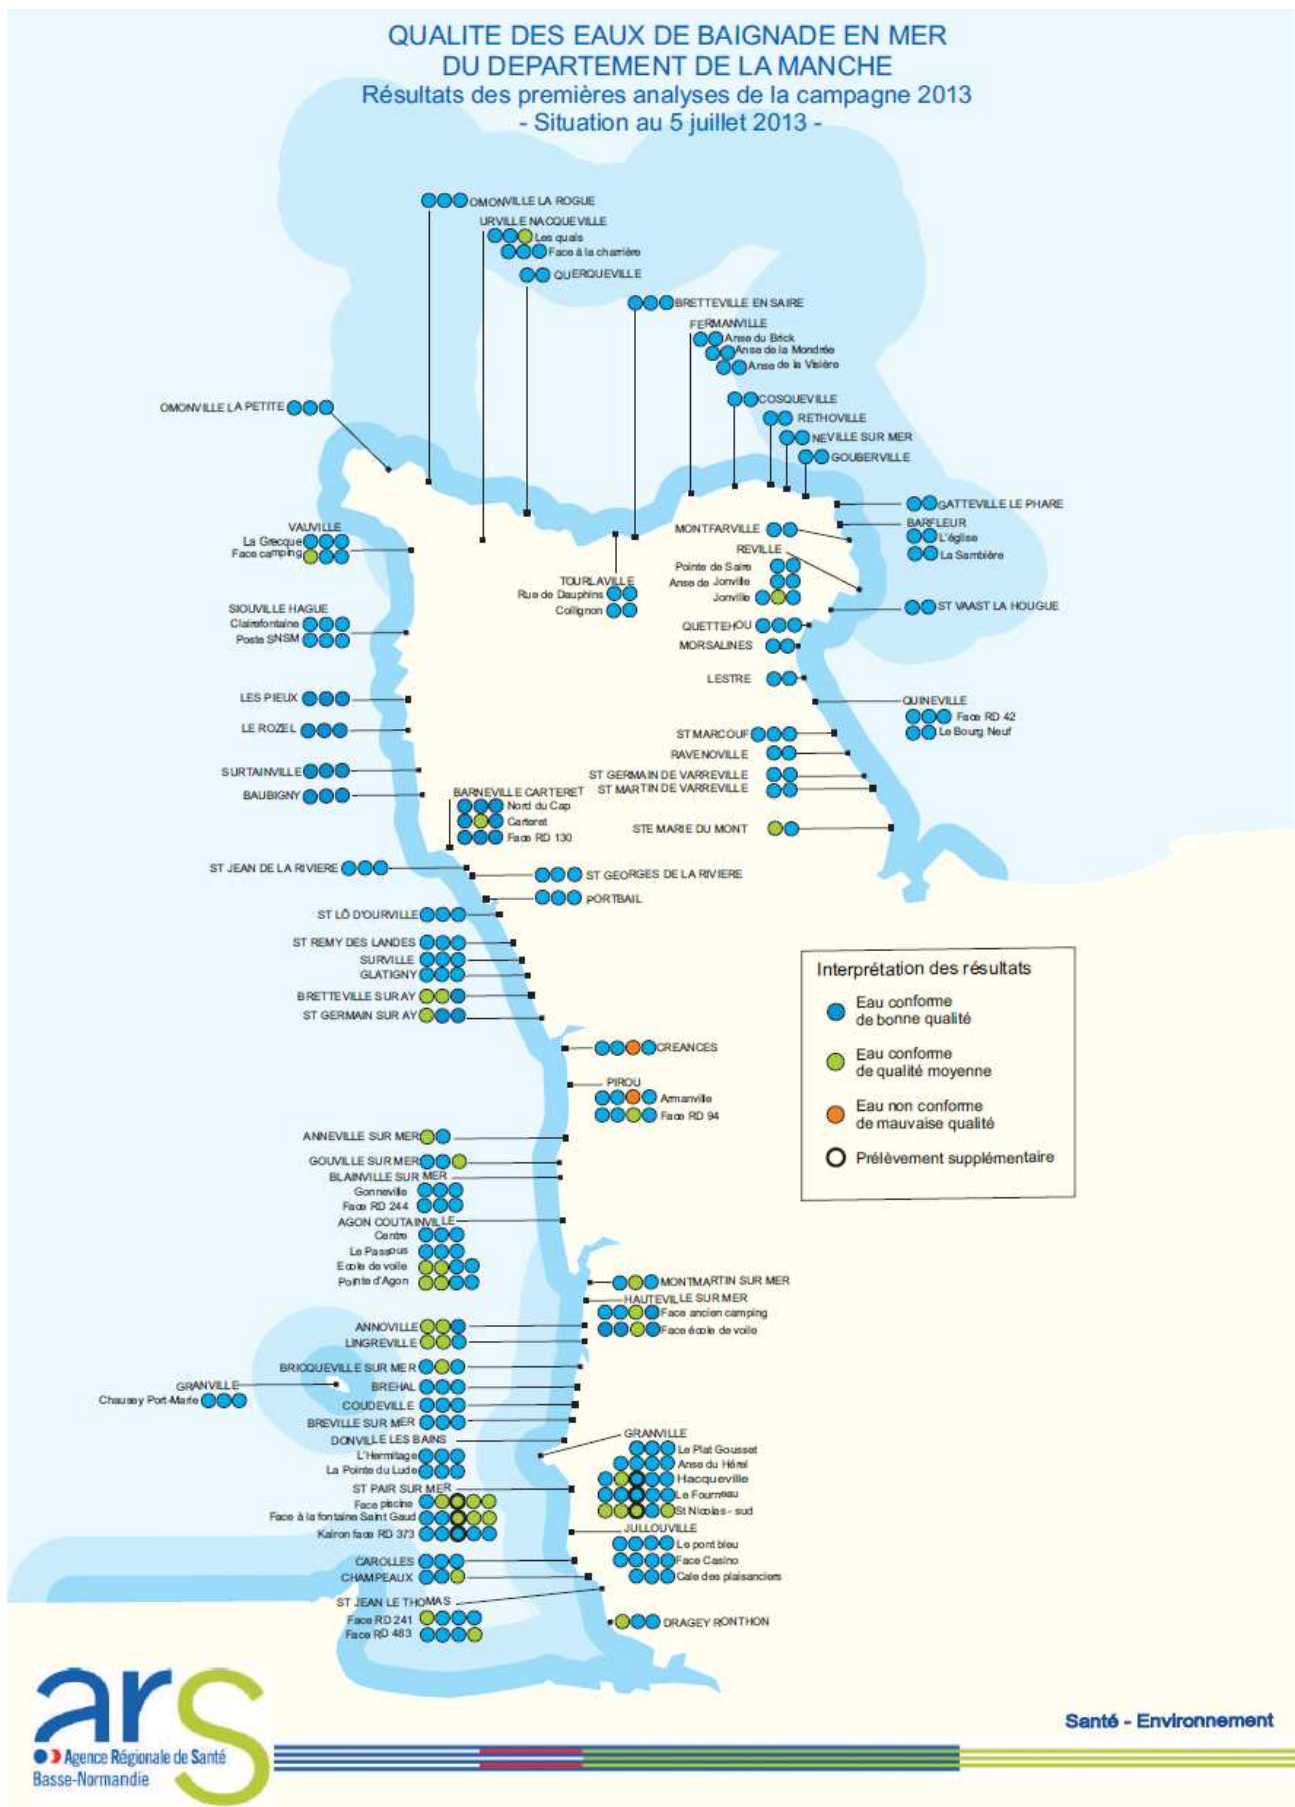 QUALITE DES EAUX DE BAIGNADE EN MER
DU DEPARTEMENT DE LA MANCHE
Résultats des premières analyses de la campagne 2013
- Situation au 5 juillet 2013 -
OMONVILLE LA ROGUE
URVILLE NACQUEVILLE
Les quais
Face à la charrière
QUERQUEVILLE
BRETTEVILLE EN SAIRE
FERMANVILLE
Anse du Brick
Anse de la Mondrée
Anse de la Visière
COSQUEVILLE
OMONVILLE LA PETITE
RETHOVILLE
NEVILLE SUR MER
GOUBERVILLE
GATTEVILLE LE PHARE
BARFLEUR
L'église
La Sambière
VAUVILLE
La Grecque
Face camping
MONTFARVILLE
REVILLE
Pointe de Saire
Anse de Jonville
Jonville
TOURLAVILLE
Rue de Dauphins
Collignon
ST VAAST LA HOUGUE
SIOUVILLE HAGUE
Clairefontaine
Poste SNSM
QUETTEHOU
MORSALINES
LESTRE
LES PIEUX
QUINEVILLE
Face RD 42
Le Bourg Neuf
LE ROZEL
ST MARCOUF
RAVENOVILLE
SURTAINVILLE
ST GERMAIN DE VARREVILLE
ST MARTIN DE VARREVILLE
BAUBIGNY
BARNEVILLE CARTERET
Nord du Cap
Carteret
Face RD 130
STE MARIE DU MONT
ST JEAN DE LA RIVIERE
ST GEORGES DE LA RIVIERE
PORTBAIL
ST LÔ D'OURVILLE
ST REMY DES LANDES
SURVILLE
GLATIGNY
BRETTEVILLE SUR AY
ST GERMAIN SUR AY
Interprétation des résultats
Eau conforme
de bonne qualité
Eau conforme
de qualité moyenne
Eau non conforme
de mauvaise qualité
Prélèvement supplémentaire
CREANCES
PIROU
Armanville
Face RD 94
ANNEVILLE SUR MER
GOUVILLE SUR MER
BLAINVILLE SUR MER
Gonneville
Face RD 244
AGON COUTAINVILLE
Centre
Le Passous
Ecole de voile
Pointe d'Agon
MONTMARTIN SUR MER
HAUTEVILLE SUR MER
Face ancien camping
Face école de voile
ANNOVILLE
LINGREVILLE
BRICQUEVILLE SUR MER
GRANVILLE
Chausey Port-Marie
BREHAL
COUDEVILLE
BREVILLE SUR MER
DONVILLE LES BAINS
L'Hermitage
La Pointe du Lude
GRANVILLE
Le Plat Gousset
Anse du Hérel
Hacqueville
Le Fourneau
St Nicolas - sud
ST PAIR SUR MER
Face piscine
Face à la fontaine Saint Gaud
Kairon face RD 373
JULLOUVILLE
Le pont bleu
Face Casino
Cale des plaisanciers
CAROLLES
CHAMPEAUX
ST JEAN LE THOMAS
Face RD 241
Face RD 483
DRAGEY RONTHON
ars
Agence Régionale de Santé
Basse-Normandie
Santé - Environnement